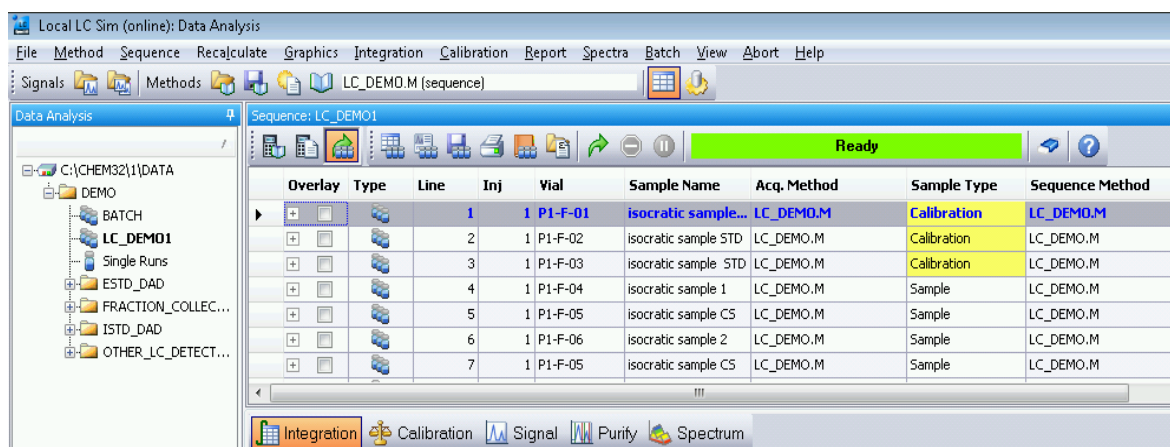 Local LC Sim (online): Data Analysis
File Method Sequence Recalculate Graphics Integration Calibration Report Spectra Batch View Abort Help
Signals Methods LC_DEMO.M (sequence)
Data Analysis
Sequence: LC_DEMO1
Ready
C:\CHEM32\1\DATA
DEMO
BATCH
LC_DEMO1
Single Runs
ESTD_DAD
FRACTION_COLLEC...
ISTD_DAD
OTHER_LC_DETECT...
Overlay Type Line Inj Vial Sample Name Acq. Method Sample Type Sequence Method
1 1 P1-F-01 isocratic sample... LC_DEMO.M Calibration LC_DEMO.M
2 1 P1-F-02 isocratic sample STD LC_DEMO.M Calibration LC_DEMO.M
3 1 P1-F-03 isocratic sample STD LC_DEMO.M Calibration LC_DEMO.M
4 1 P1-F-04 isocratic sample 1 LC_DEMO.M Sample LC_DEMO.M
5 1 P1-F-05 isocratic sample CS LC_DEMO.M Sample LC_DEMO.M
6 1 P1-F-06 isocratic sample 2 LC_DEMO.M Sample LC_DEMO.M
7 1 P1-F-05 isocratic sample CS LC_DEMO.M Sample LC_DEMO.M
Integration Calibration Signal Purify Spectrum